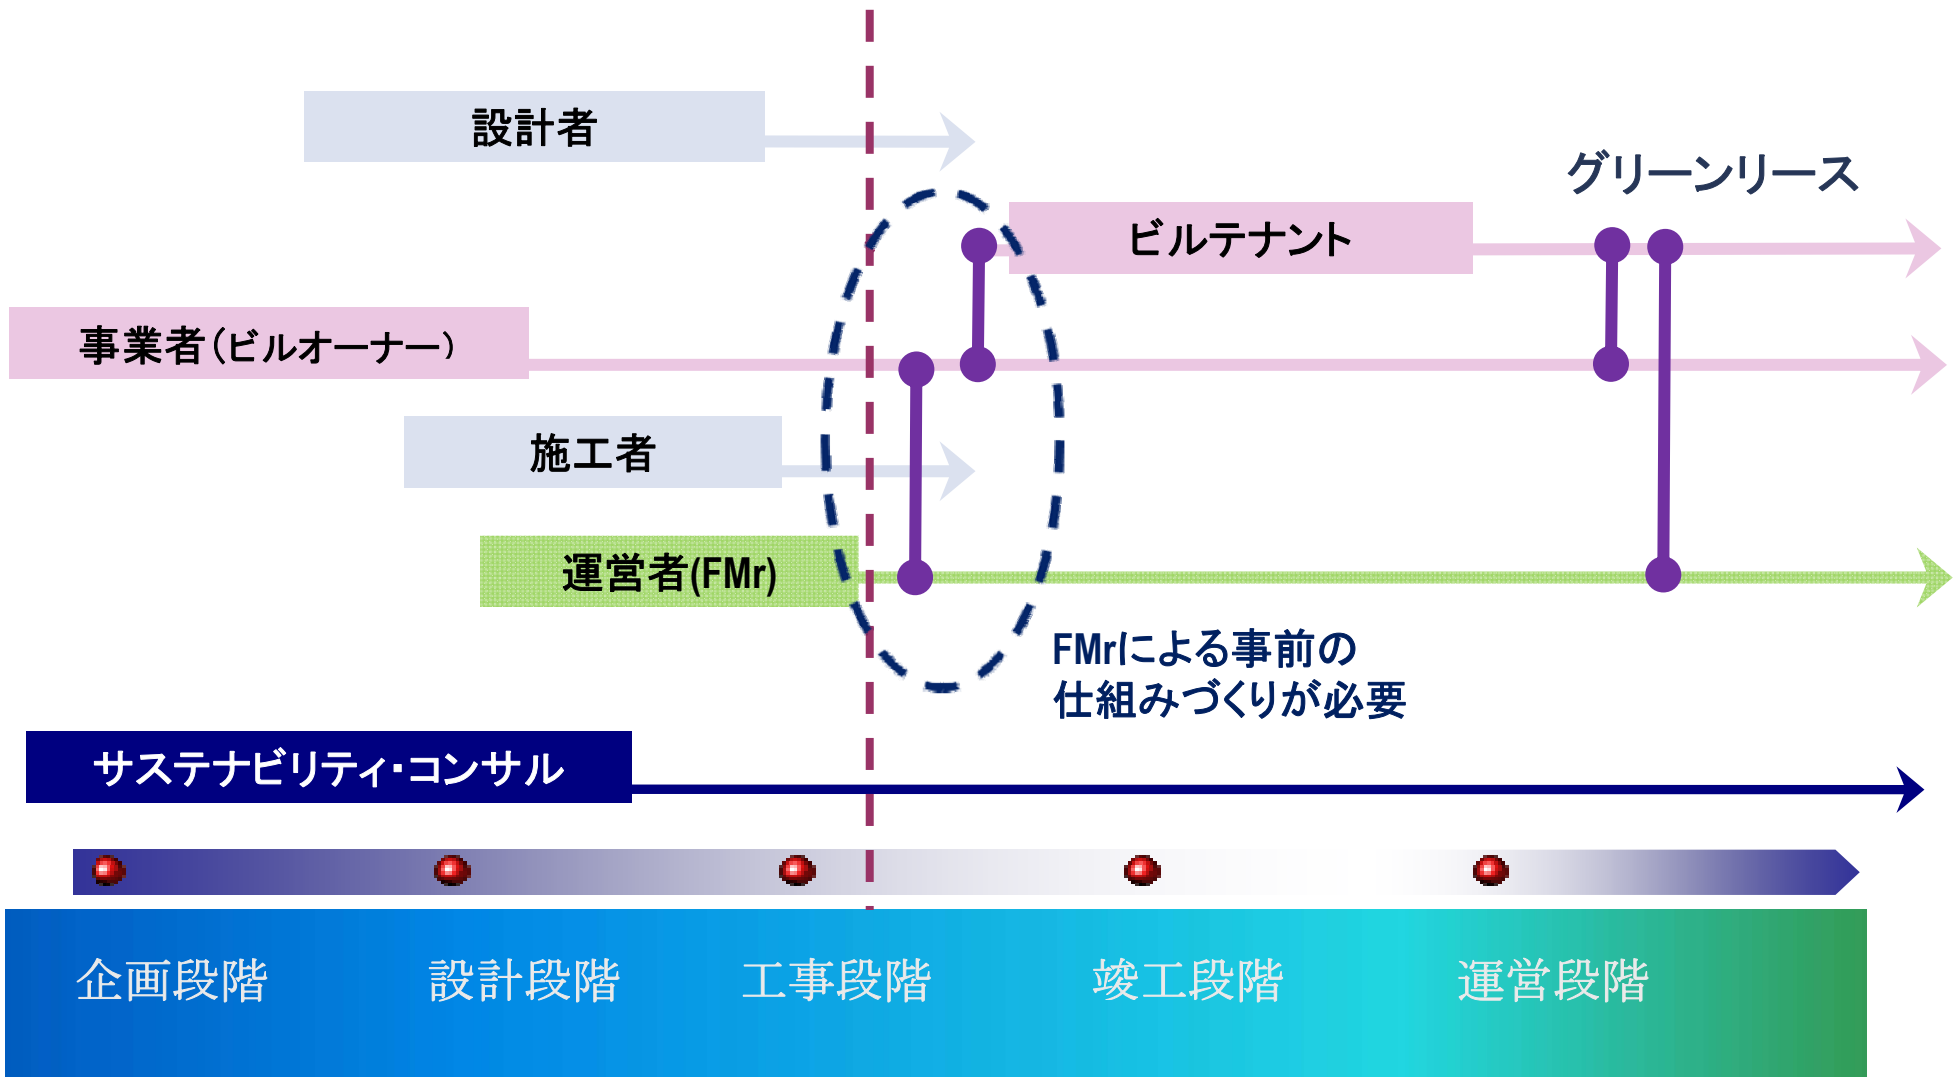 設計者
グリーンリース
ビルテナント
事業者（ビルオーナー）
施工者
運営者(FMr)
FMrによる事前の
仕組みづくりが必要
サステナビリティ・コンサル
企画段階
設計段階
工事段階
竣工段階
運営段階